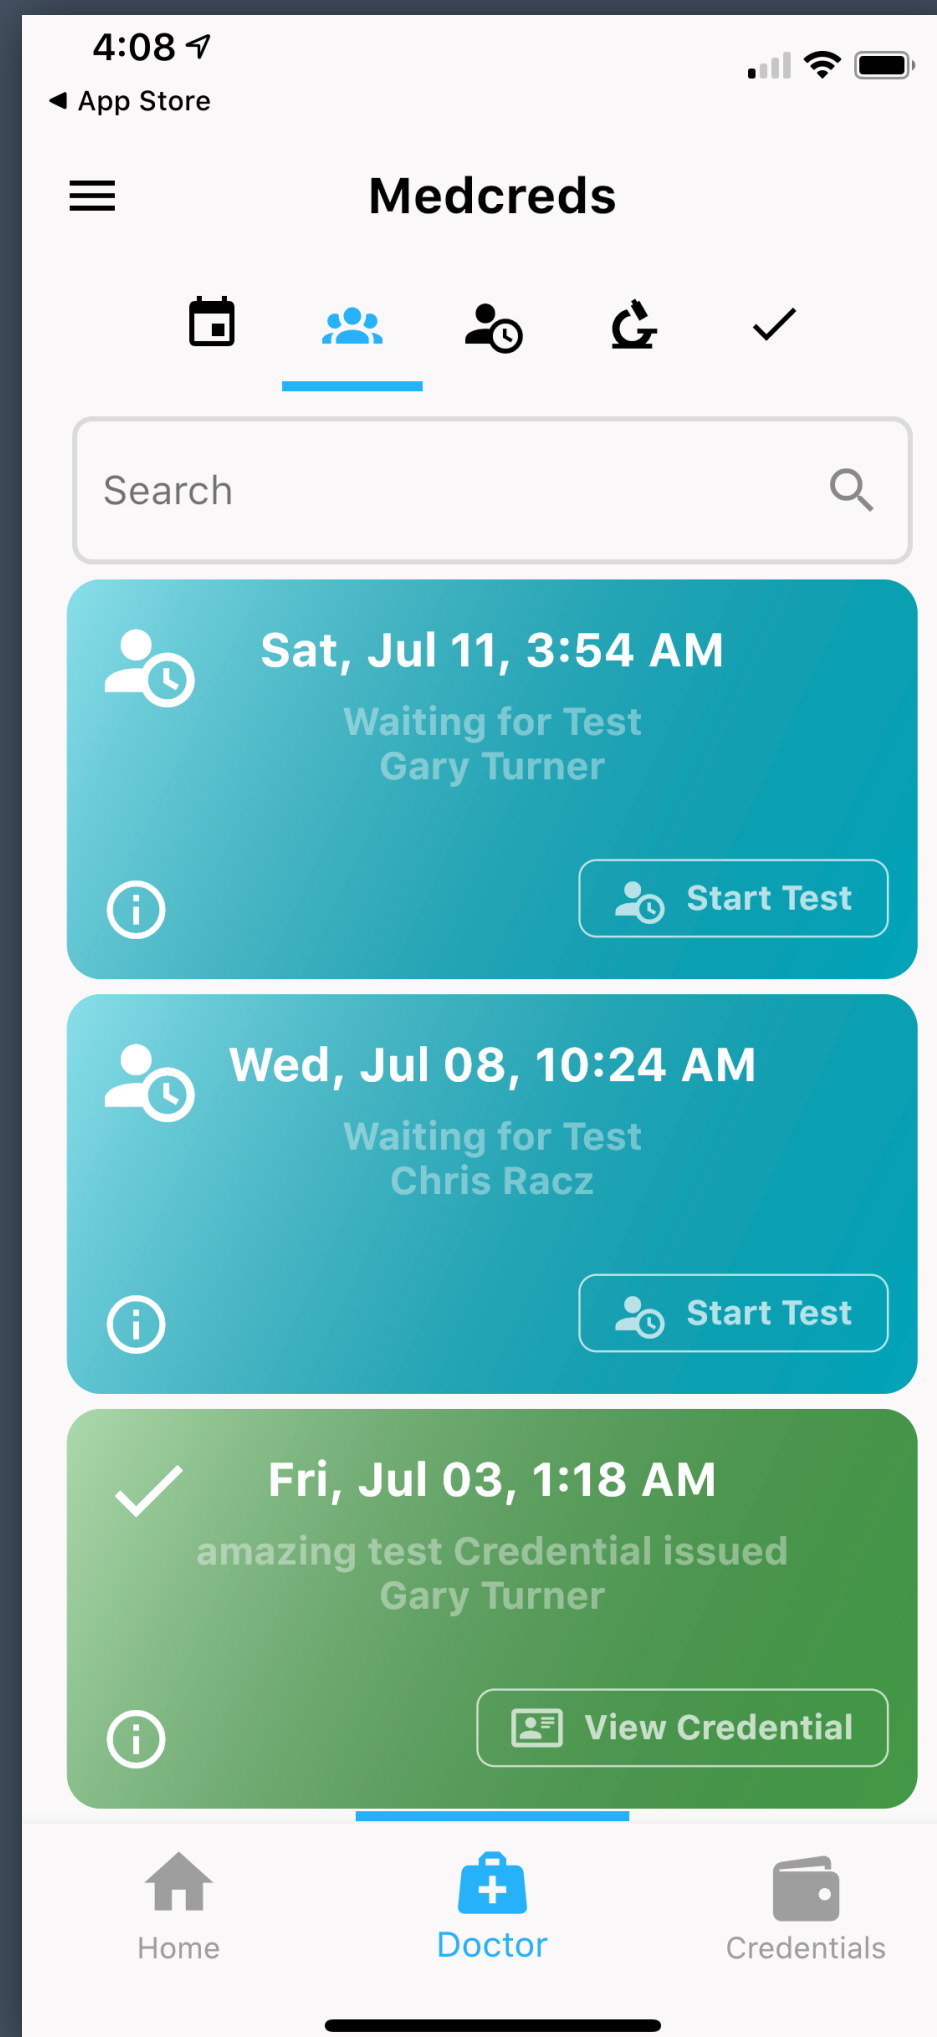 4:08
App Store
Medcreds
Search
Sat, Jul 11, 3:54 AM
Waiting for Test
Gary Turner
Start Test
Wed, Jul 08, 10:24 AM
Waiting for Test
Chris Racz
Start Test
Fri, Jul 03, 1:18 AM
amazing test Credential issued
Gary Turner
View Credential
Home
Doctor
Credentials